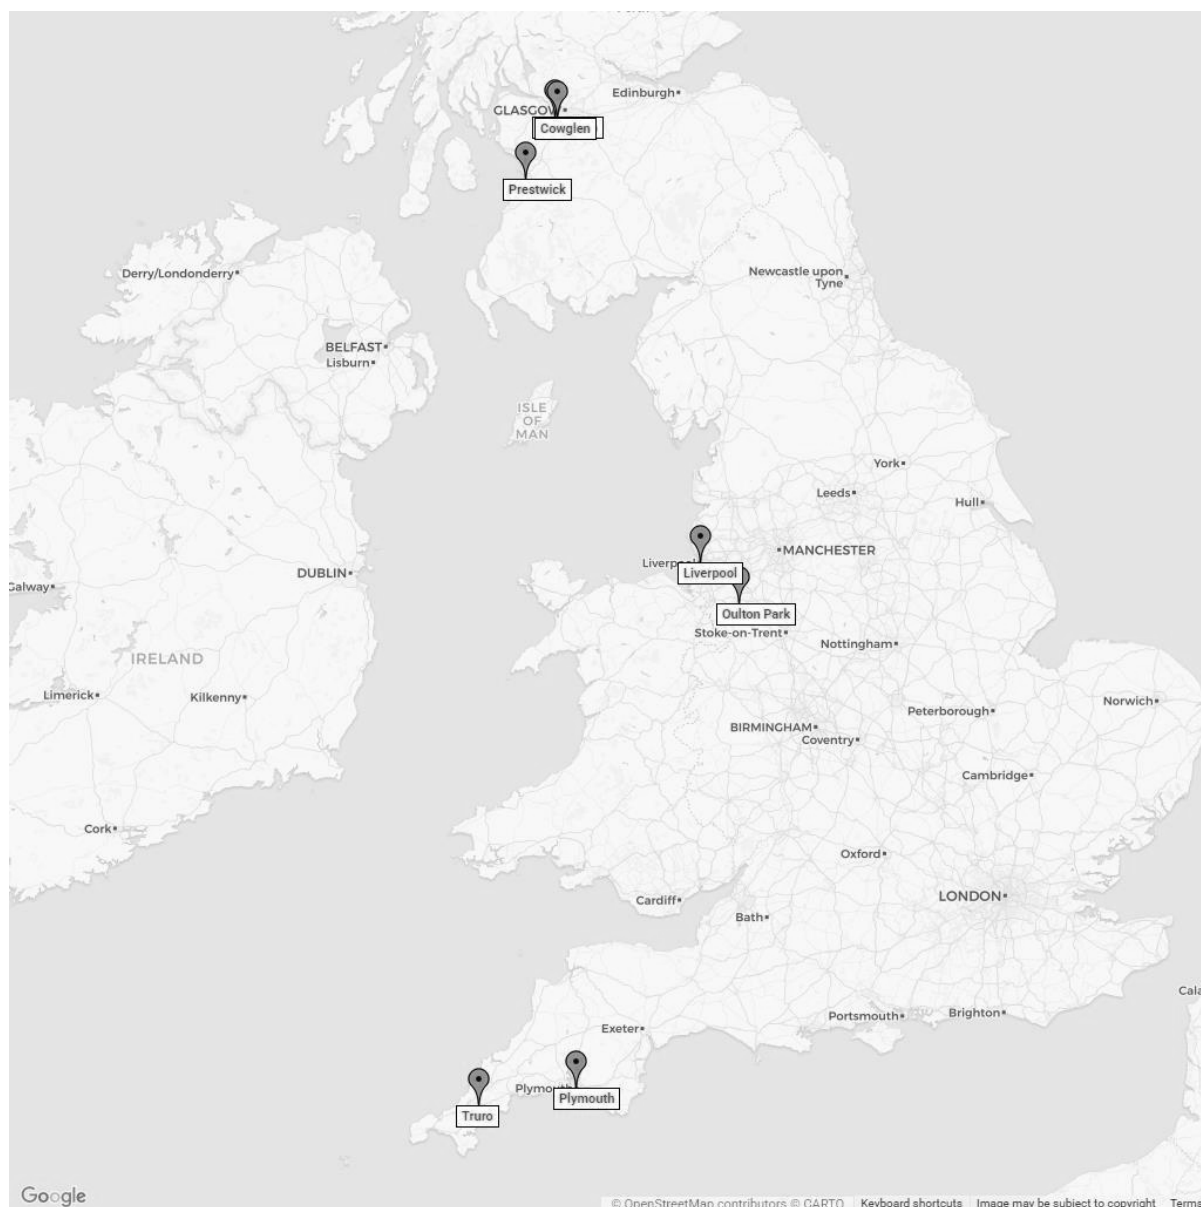 Edinburgh
GLASGOW
Cowglen
Prestwick
Derry/Londonderry
Newcastle upon
Tyne
BELFAST
Lisburn
ISLE
OF
MAN
York
Leeds
Hull
MANCHESTER
Liverpool
Liverpool
DUBLIN
Galway
Oulton Park
Stoke-on-Trent
Nottingham
IRELAND
Limerick
Kilkenny
Norwich
Peterborough
BIRMINGHAM
Coventry
Cambridge
Cork
Oxford
LONDON
Cardiff
Bath
Cala
Portsmouth
Brighton
Exeter
Plymouth
Plymouth
Truro
Google
© OpenStreetMap contributors © CARTO Keyboard shortcuts Image may be subject to copyright Terms